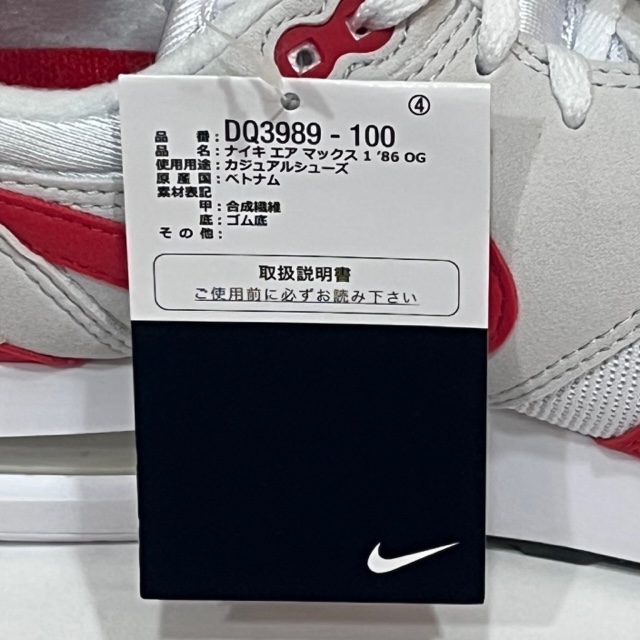 ④
品番:DQ3989-100
品名:ナイキ エア マックス 1 '86 OG
使用用途:カジュアルシューズ
原産国:ベトナム
素材表記
甲:合成繊維
底:ゴム底
その他:
取扱説明書
ご使用前に必ずお読み下さい